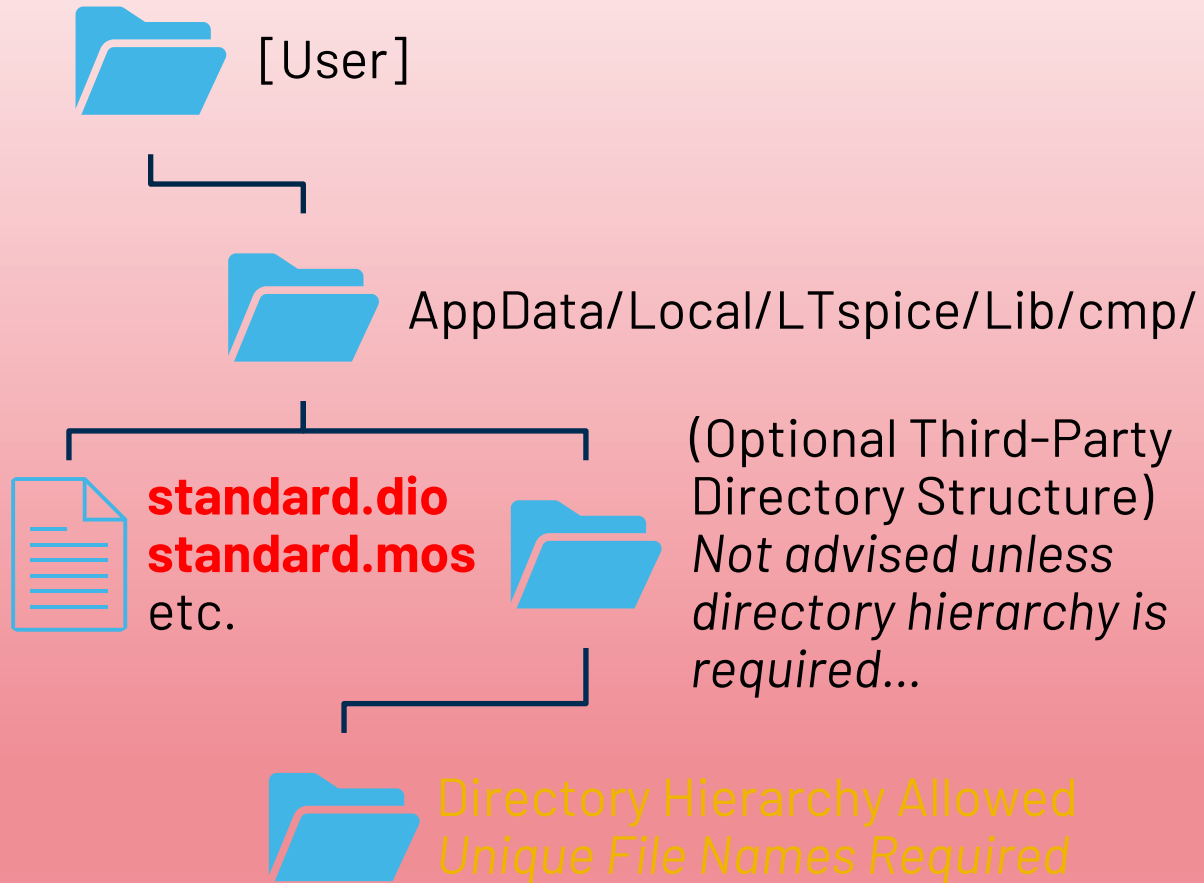 [User]
AppData/Local/LTspice/Lib/cmp/
standard.dio
standard.mos
etc.
(Optional Third-Party
Directory Structure)
Not advised unless
directory hierarchy is
required...
Directory Hierarchy Allowed
Unique File Names Required